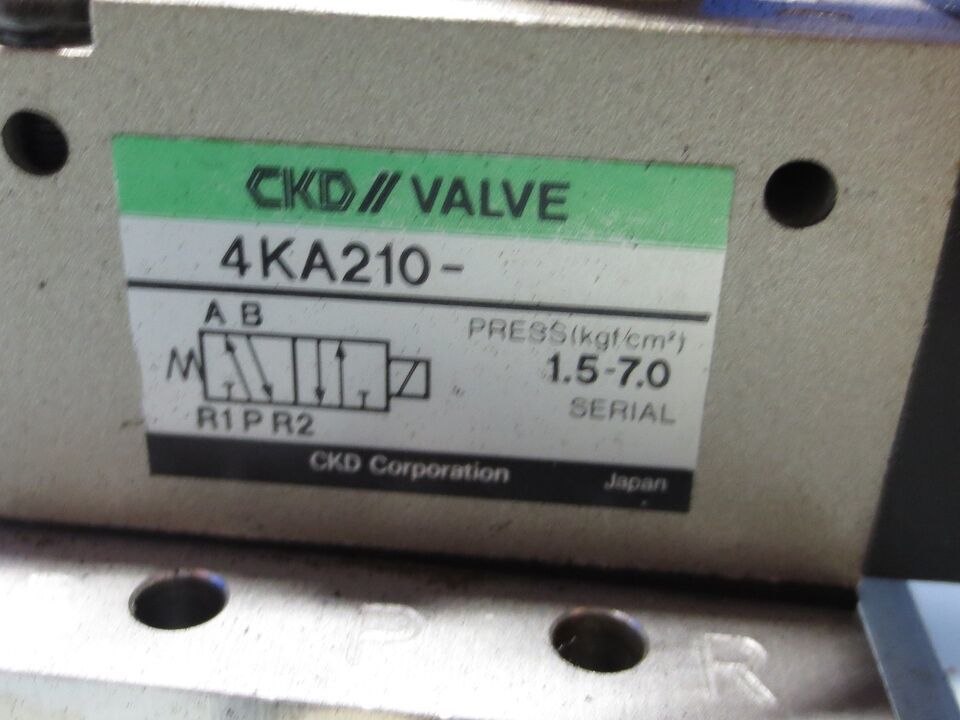 CKD// VALVE
4KA210-
A B
PRESS(kgf/cm²)
1.5-7.0
R1 P R2
SERIAL
CKD Corporation
Japan
P
R